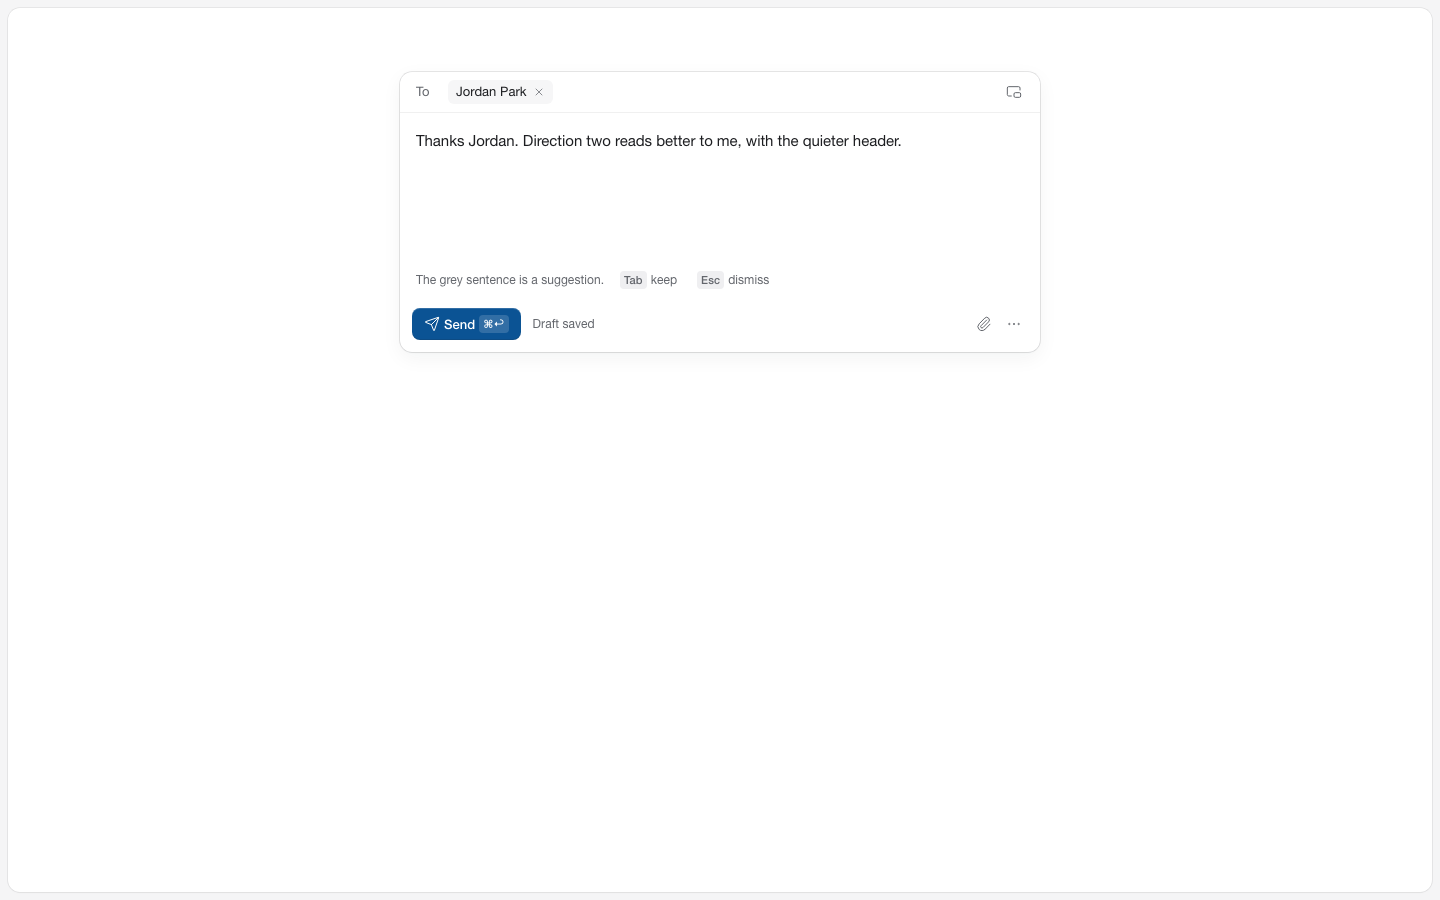 To Jordan Park
Thanks Jordan. Direction two reads better to me, with the quieter header.
The grey sentence is a suggestion. Tab keep Esc dismiss
Send ⌘↩ Draft saved